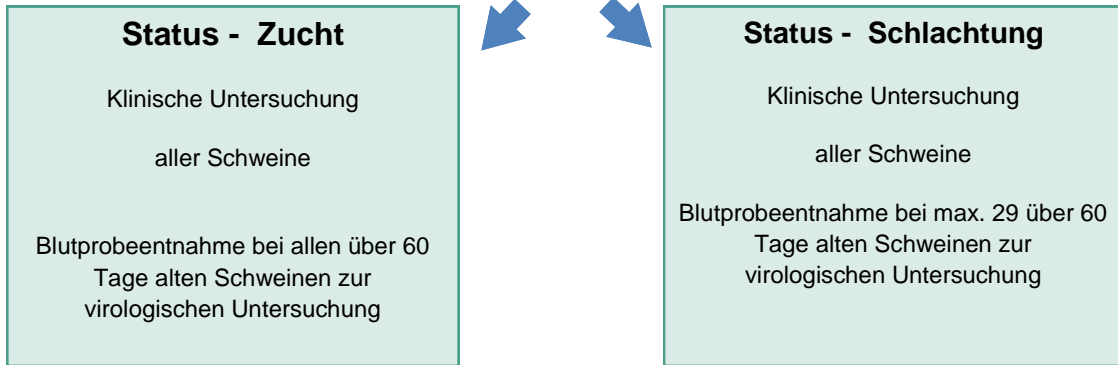 Status - Zucht
Klinische Untersuchung
aller Schweine
Blutprobeentnahme bei allen über 60
Tage alten Schweinen zur
virologischen Untersuchung
Status - Schlachtung
Klinische Untersuchung
aller Schweine
Blutprobeentnahme bei max. 29 über 60
Tage alten Schweinen zur
virologischen Untersuchung